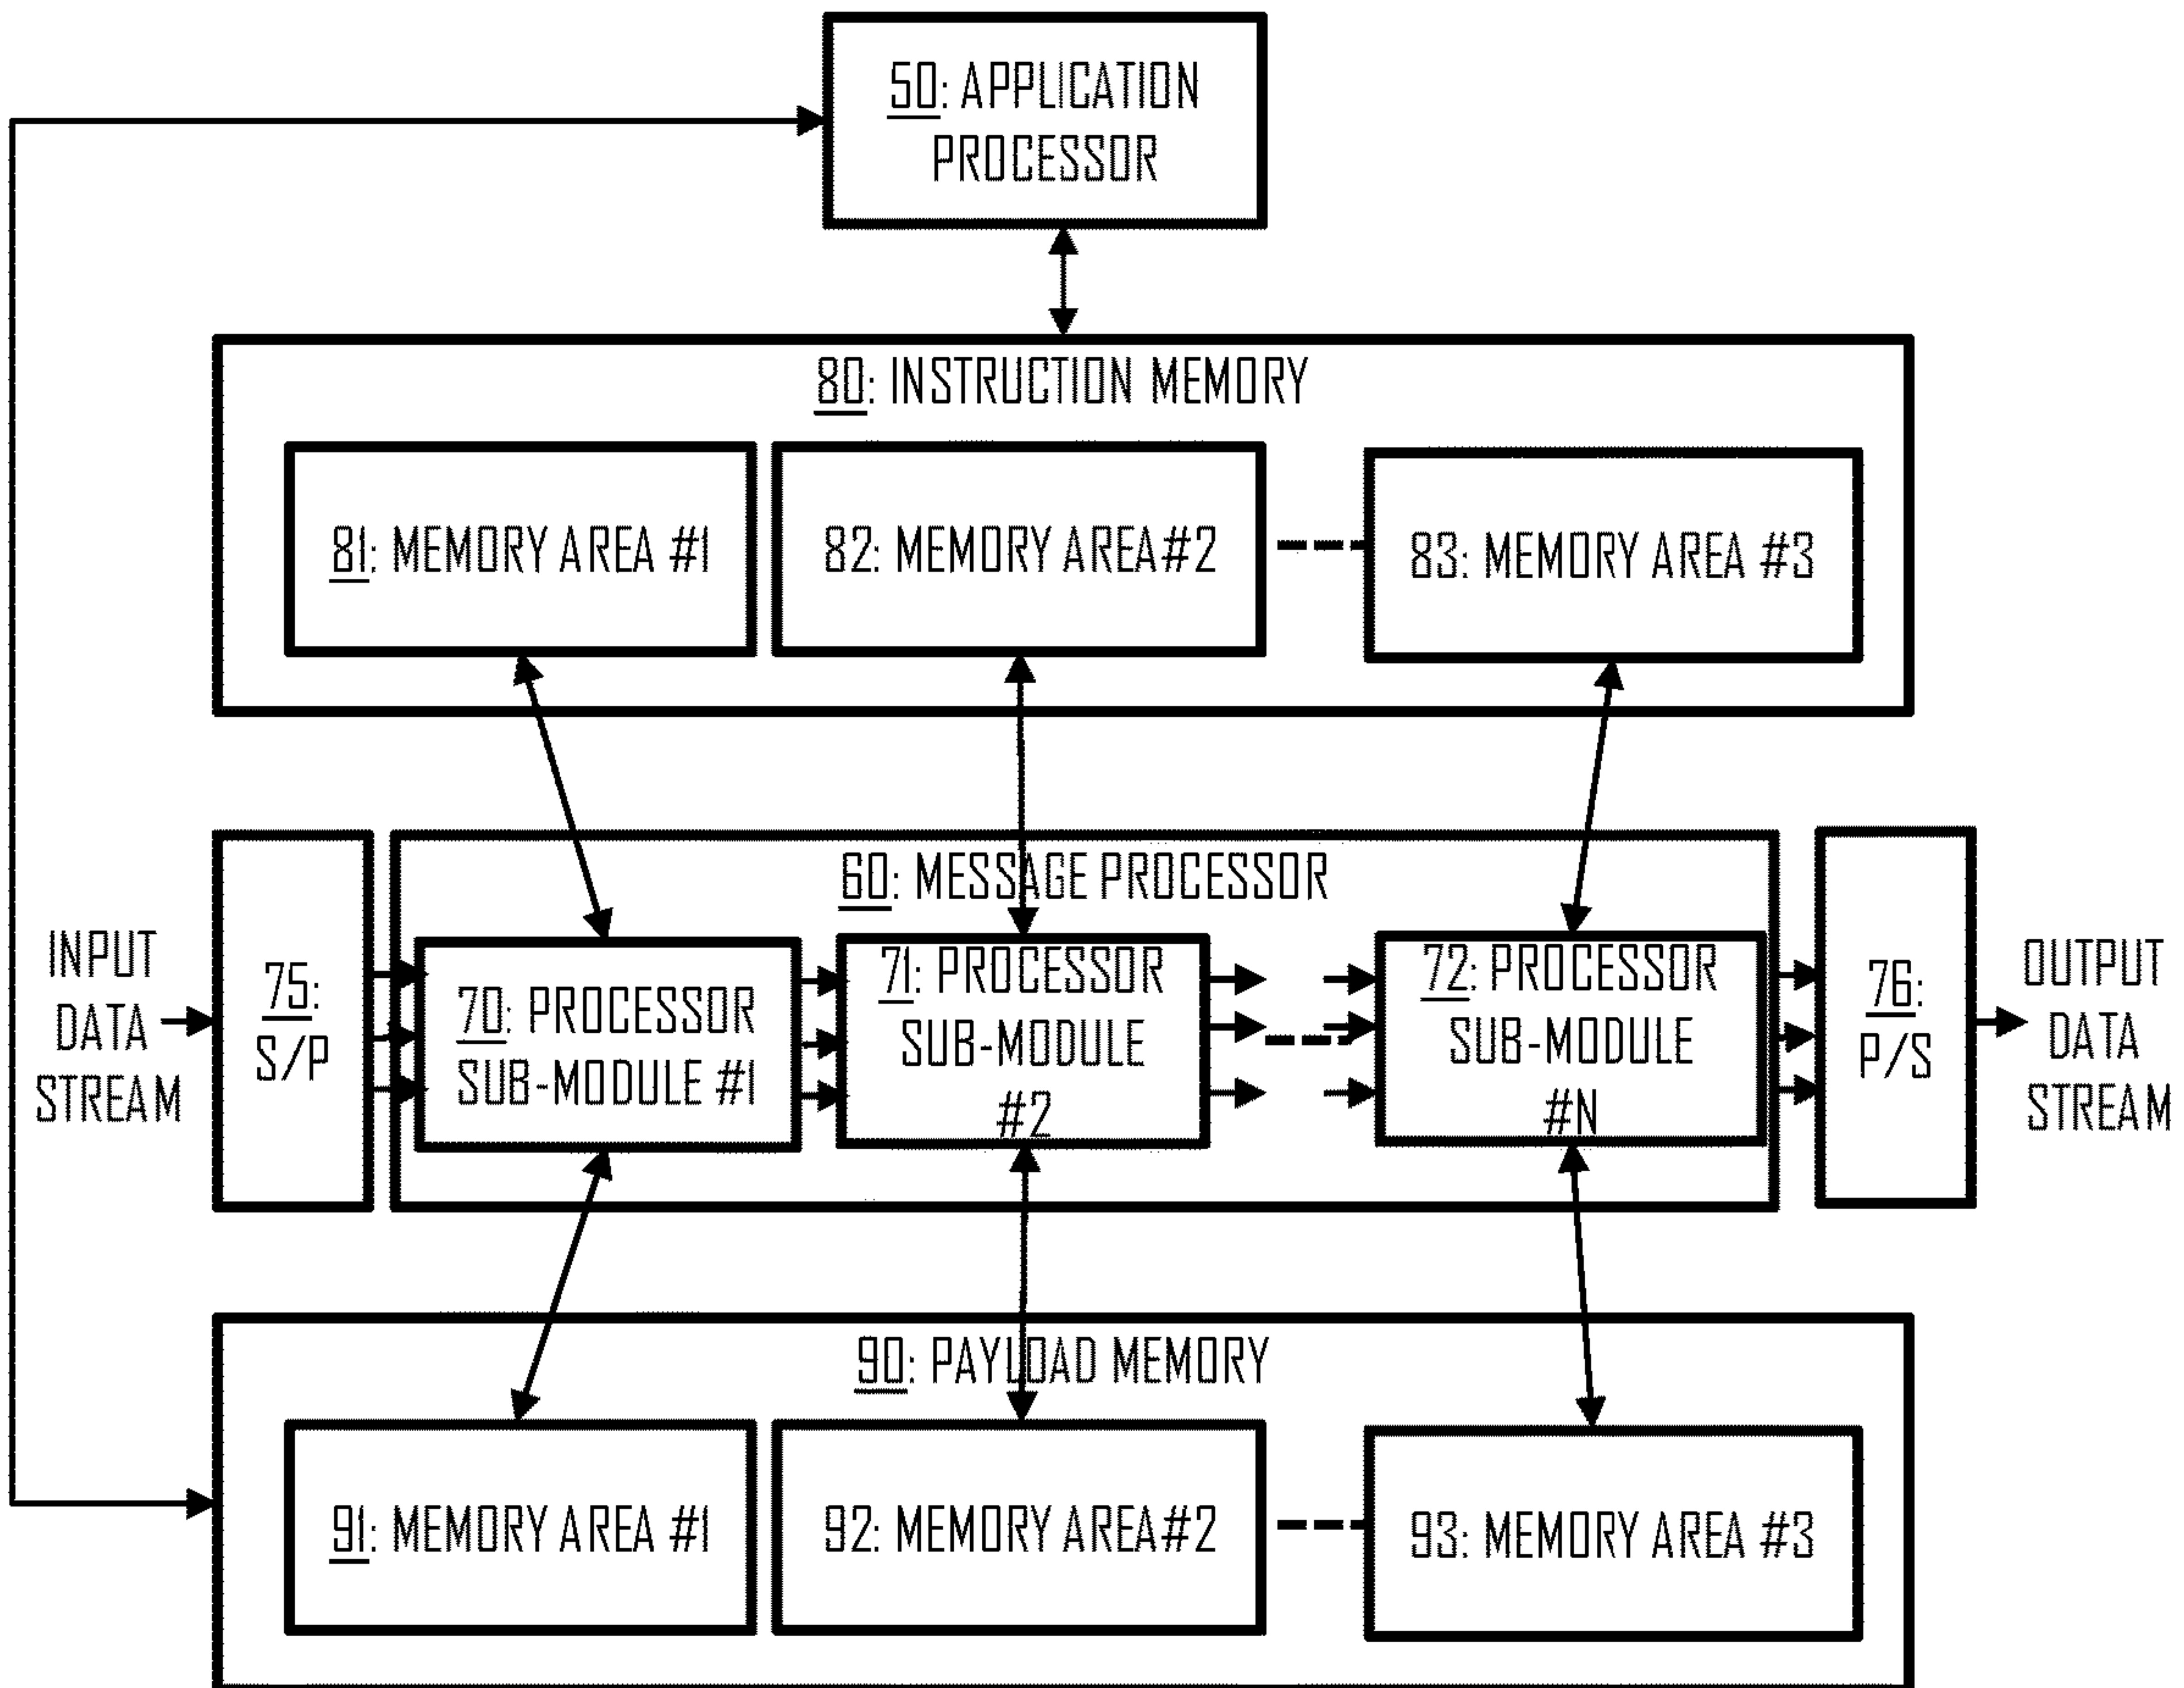 50: APPLICATION
PROCESSOR
80: INSTRUCTION MEMORY
81: MEMORY AREA #1
82: MEMORY AREA#2
83: MEMORY AREA #3
60: MESSAGE PROCESSOR
INPUT
DATA
STREAM
75:
S/P
70: PROCESSOR
SUB-MODULE #1
71: PROCESSOR
SUB-MODULE
#2
72: PROCESSOR
SUB-MODULE
#N
76:
P/S
OUTPUT
DATA
STREAM
90: PAYLOAD MEMORY
91: MEMORY AREA #1
92: MEMORY AREA#2
93: MEMORY AREA #3